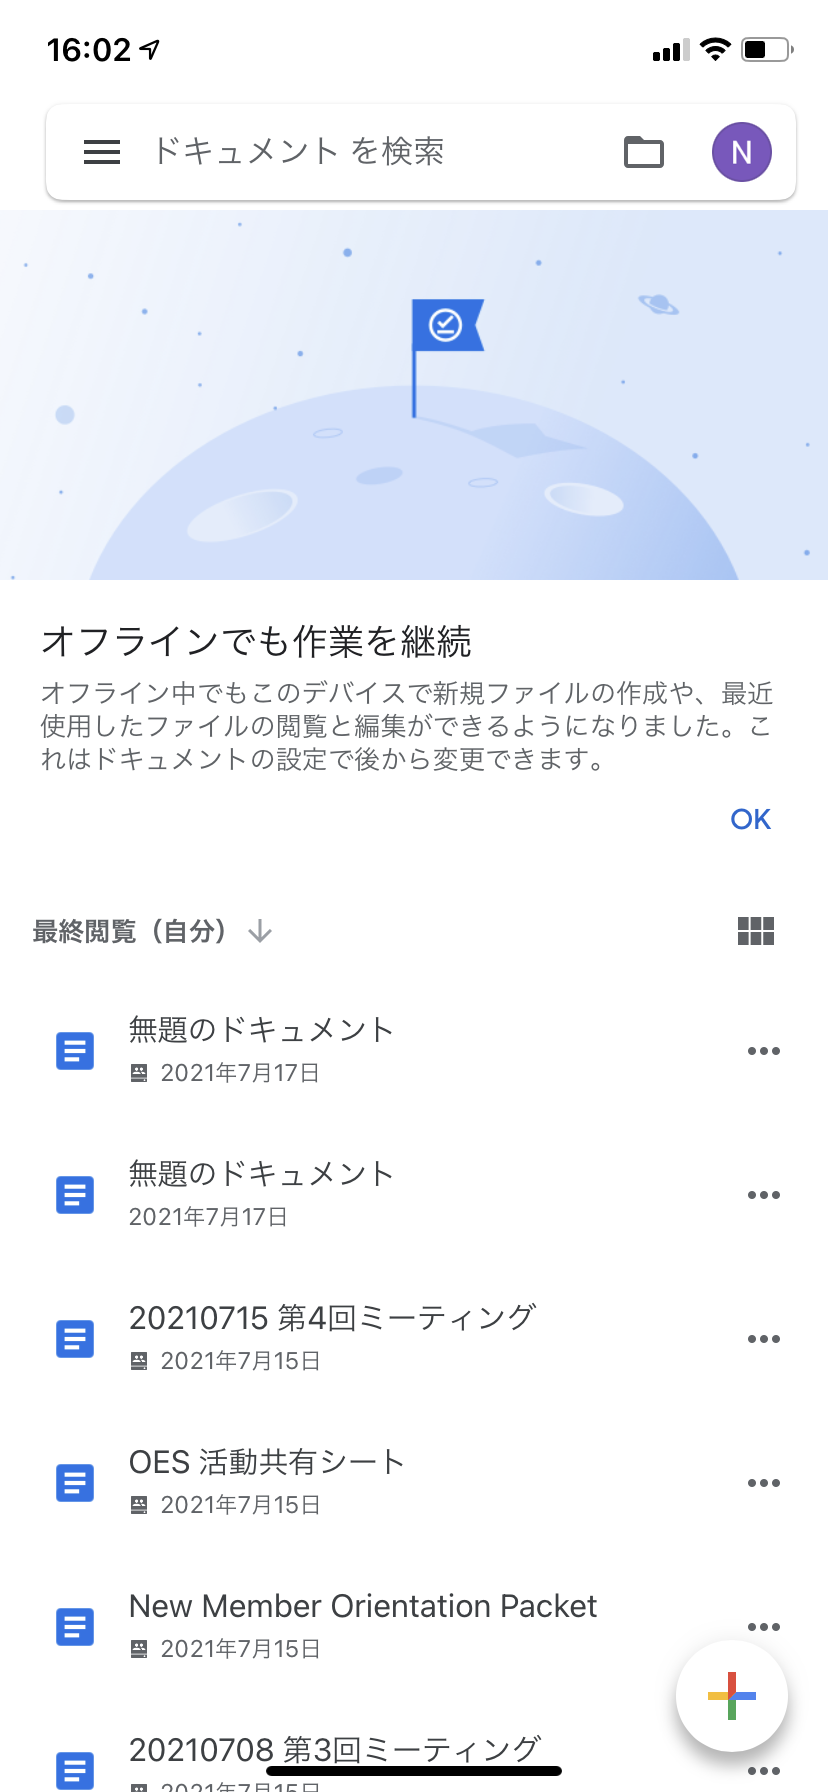 16:02
ドキュメント を検索
N
オフラインでも作業を継続
オフライン中でもこのデバイスで新規ファイルの作成や、最近
使用したファイルの閲覧と編集ができるようになりました。こ
れはドキュメントの設定で後から変更できます。
OK
最終閲覧（自分）
無題のドキュメント
2021年7月17日
無題のドキュメント
2021年7月17日
20210715 第4回ミーティング
2021年7月15日
OES 活動共有シート
2021年7月15日
New Member Orientation Packet
2021年7月15日
20210708 第3回ミーティング
2021年7月15日